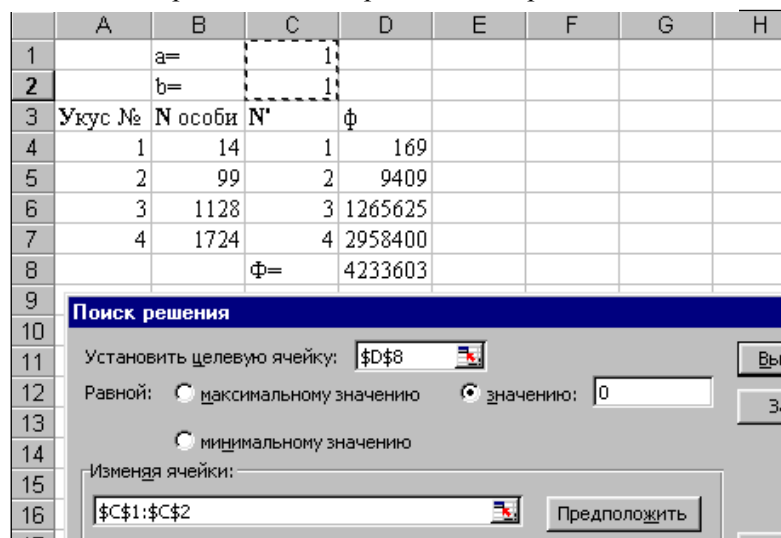 A B C D E F G H
1 a= 1
2 b= 1
3 Укус № N особи N' ф
4 1 14 1 169
5 2 99 2 9409
6 3 1128 3 1265625
7 4 1724 4 2958400
8 Ф= 4233603
9
Поиск решения
10
11 Установить целевую ячейку: $D$8
12 Равной: максимальному значению значению: 0
13
14 минимальному значению
15 Изменяя ячейки:
16 $C$1:$C$2 Предположить